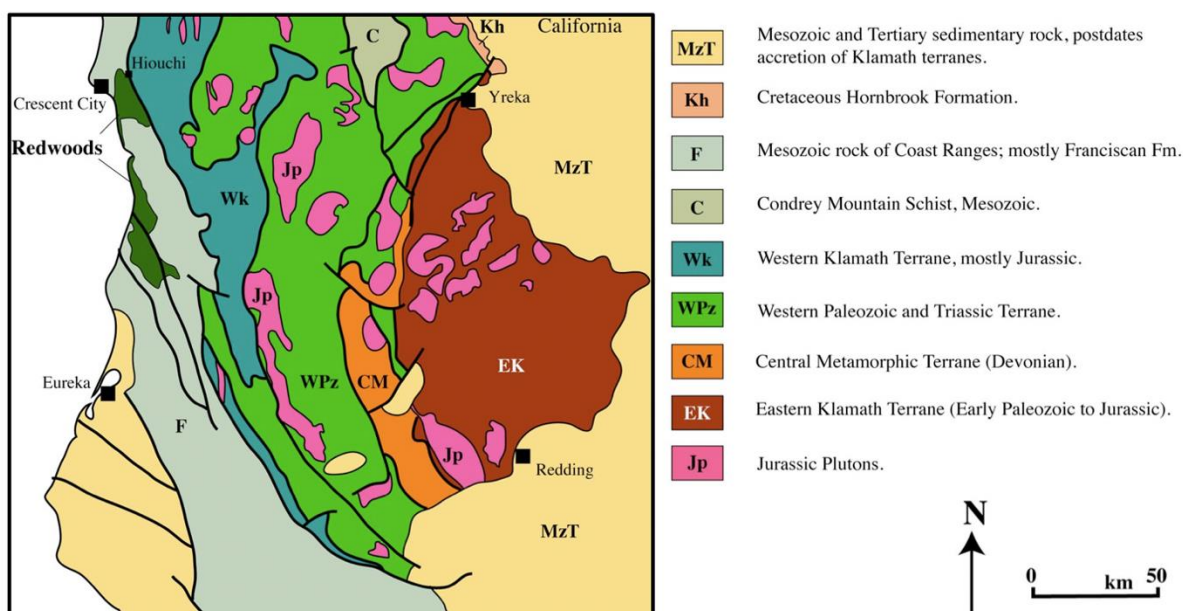 Kh
California
C
Hiouchi
Crescent City
Yreka
Redwoods
Jp
MzT
Wk
Jp
EK
Eureka
WPz
CM
F
Jp
Redding
MzT
MzT Mesozoic and Tertiary sedimentary rock, postdates
accretion of Klamath terranes.
Kh Cretaceous Hornbrook Formation.
F Mesozoic rock of Coast Ranges; mostly Franciscan Fm.
C Condrey Mountain Schist, Mesozoic.
Wk Western Klamath Terrane, mostly Jurassic.
WPz Western Paleozoic and Triassic Terrane.
CM Central Metamorphic Terrane (Devonian).
EK Eastern Klamath Terrane (Early Paleozoic to Jurassic).
Jp Jurassic Plutons.
N
0 km 50